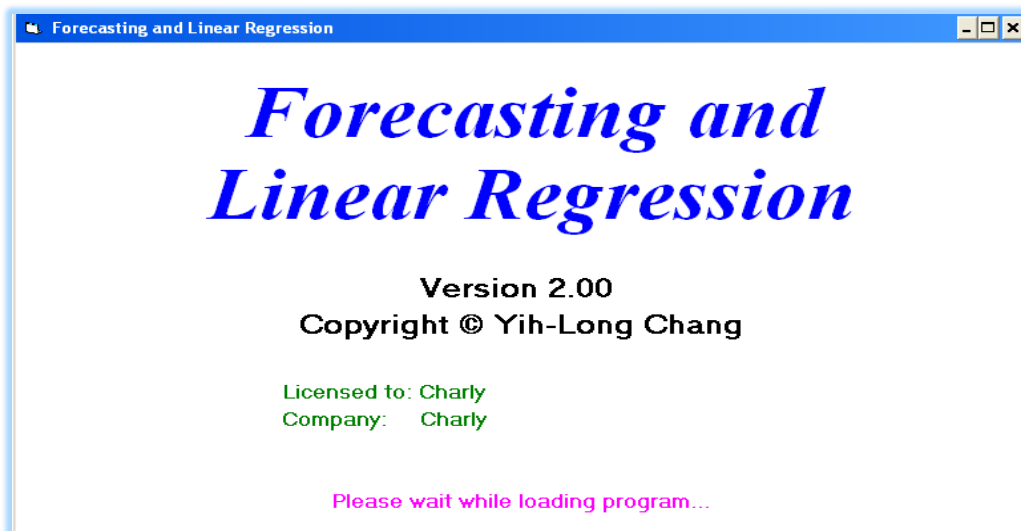 Forecasting and Linear Regression
Forecasting and
Linear Regression
Version 2.00
Copyright © Yih-Long Chang
Licensed to: Charly
Company: Charly
Please wait while loading program...